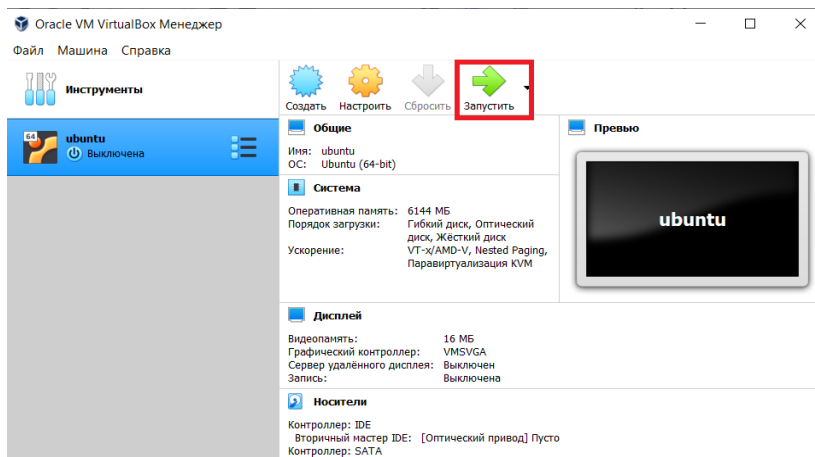 Oracle VM VirtualBox Менеджер
Файл Машина Справка
Инструменты
Создать Настроить Сбросить Запустить
64
ubuntu
Выключена
Общие
Имя: ubuntu
ОС: Ubuntu (64-bit)
Система
Оперативная память: 6144 МБ
Порядок загрузки: Гибкий диск, Оптический
диск, Жёсткий диск
Ускорение: VT-x/AMD-V, Nested Paging,
Паравиртуализация KVM
Превью
ubuntu
Дисплей
Видеопамять: 16 МБ
Графический контроллер: VMSVGA
Сервер удалённого дисплея: Выключен
Запись: Выключена
Носители
Контроллер: IDE
Вторичный мастер IDE: [Оптический привод] Пусто
Контроллер: SATA